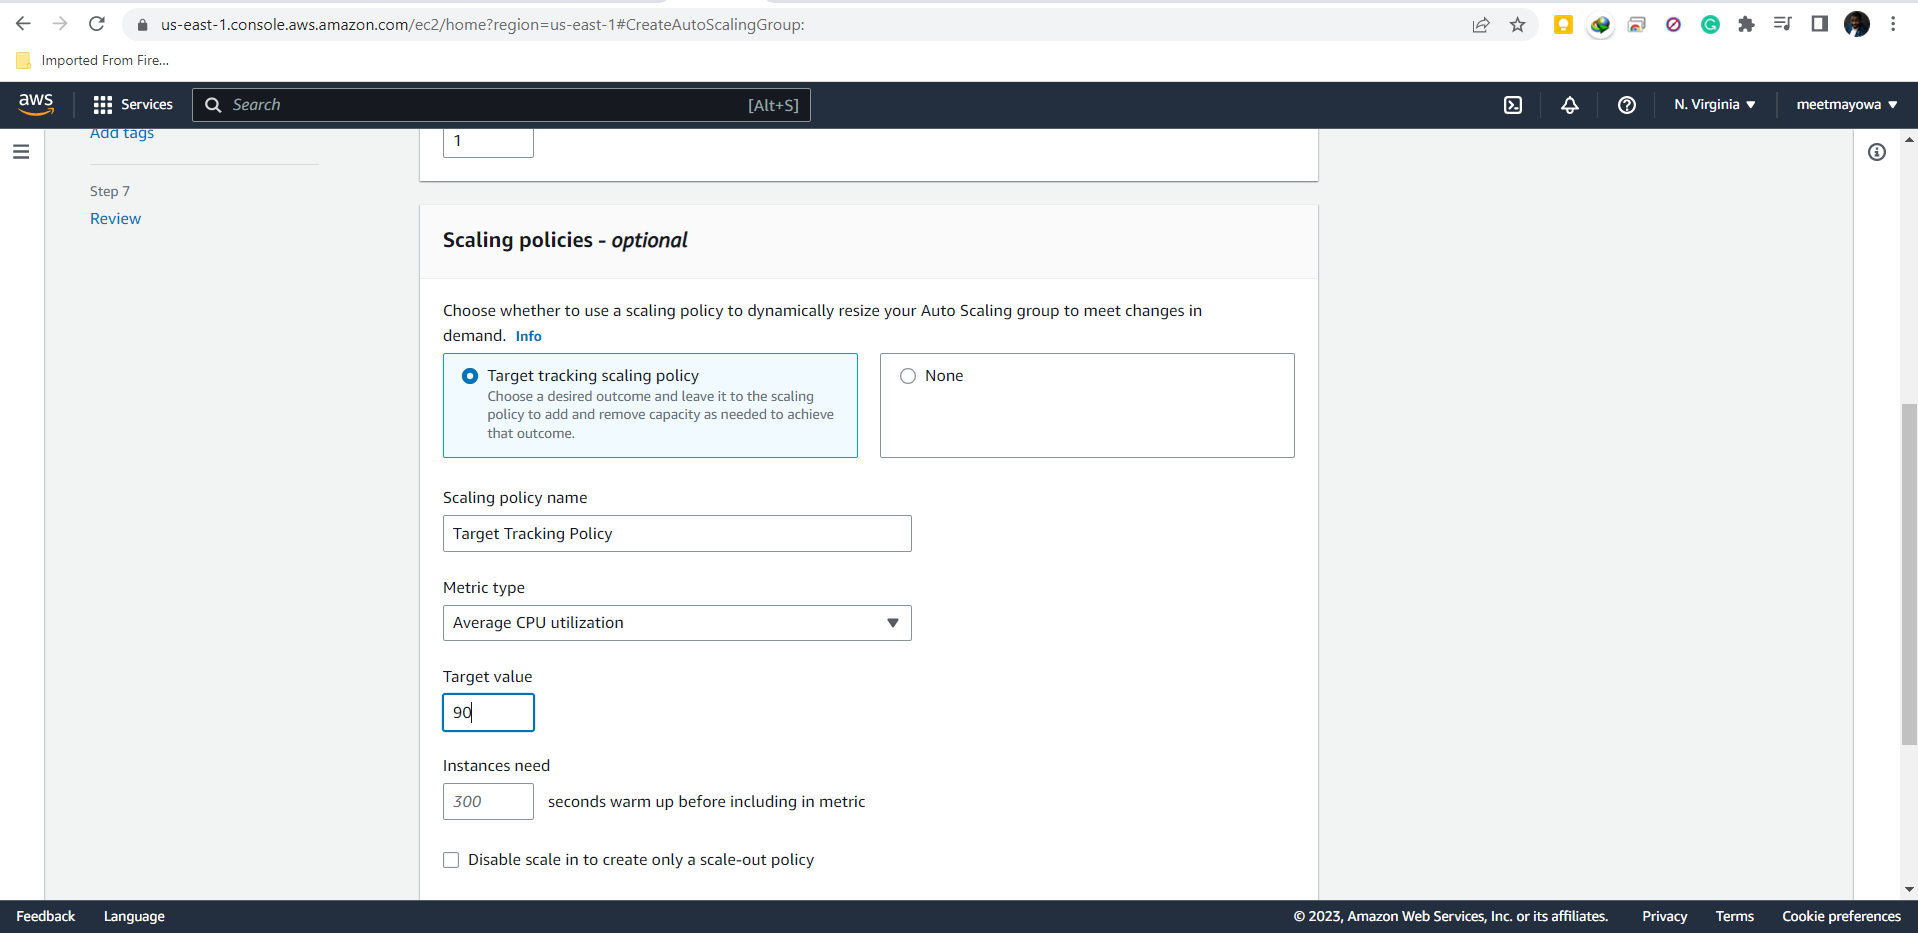 us-east-1.console.aws.amazon.com/ec2/home?region=us-east-1#CreateAutoScalingGroup:
Imported From Fire...
aws
Services
Search
[Alt+S]
N. Virginia
meetmayowa
Add tags
Step 7
Review
1
Scaling policies - optional
Choose whether to use a scaling policy to dynamically resize your Auto Scaling group to meet changes in
demand. Info
Target tracking scaling policy
Choose a desired outcome and leave it to the scaling
policy to add and remove capacity as needed to achieve
that outcome.
None
Scaling policy name
Target Tracking Policy
Metric type
Average CPU utilization
Target value
90
Instances need
300 seconds warm up before including in metric
Disable scale in to create only a scale-out policy
Feedback
Language
© 2023, Amazon Web Services, Inc. or its affiliates.
Privacy
Terms
Cookie preferences